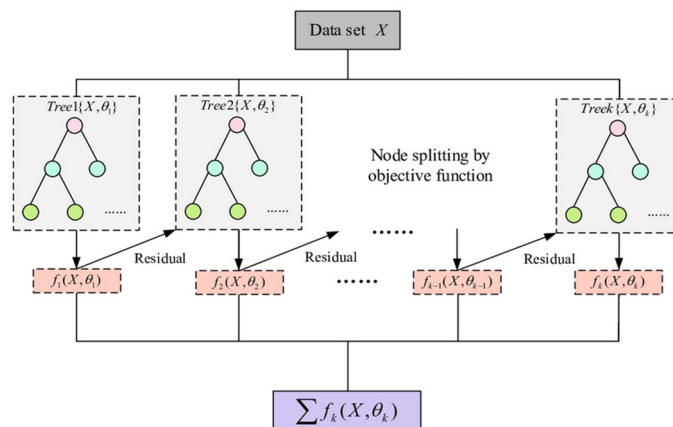 Data set X
Tree1{X,θ₁}
Tree2{X,θ₂}
Treek{X,θₖ}
Node splitting by
objective function
......
......
......
......
Residual
Residual
Residual
f₁(X,θ₁)
f₂(X,θ₂)
......
fₖ₋₁(X,θₖ₋₁)
fₖ(X,θₖ)
∑fₖ(X,θₖ)